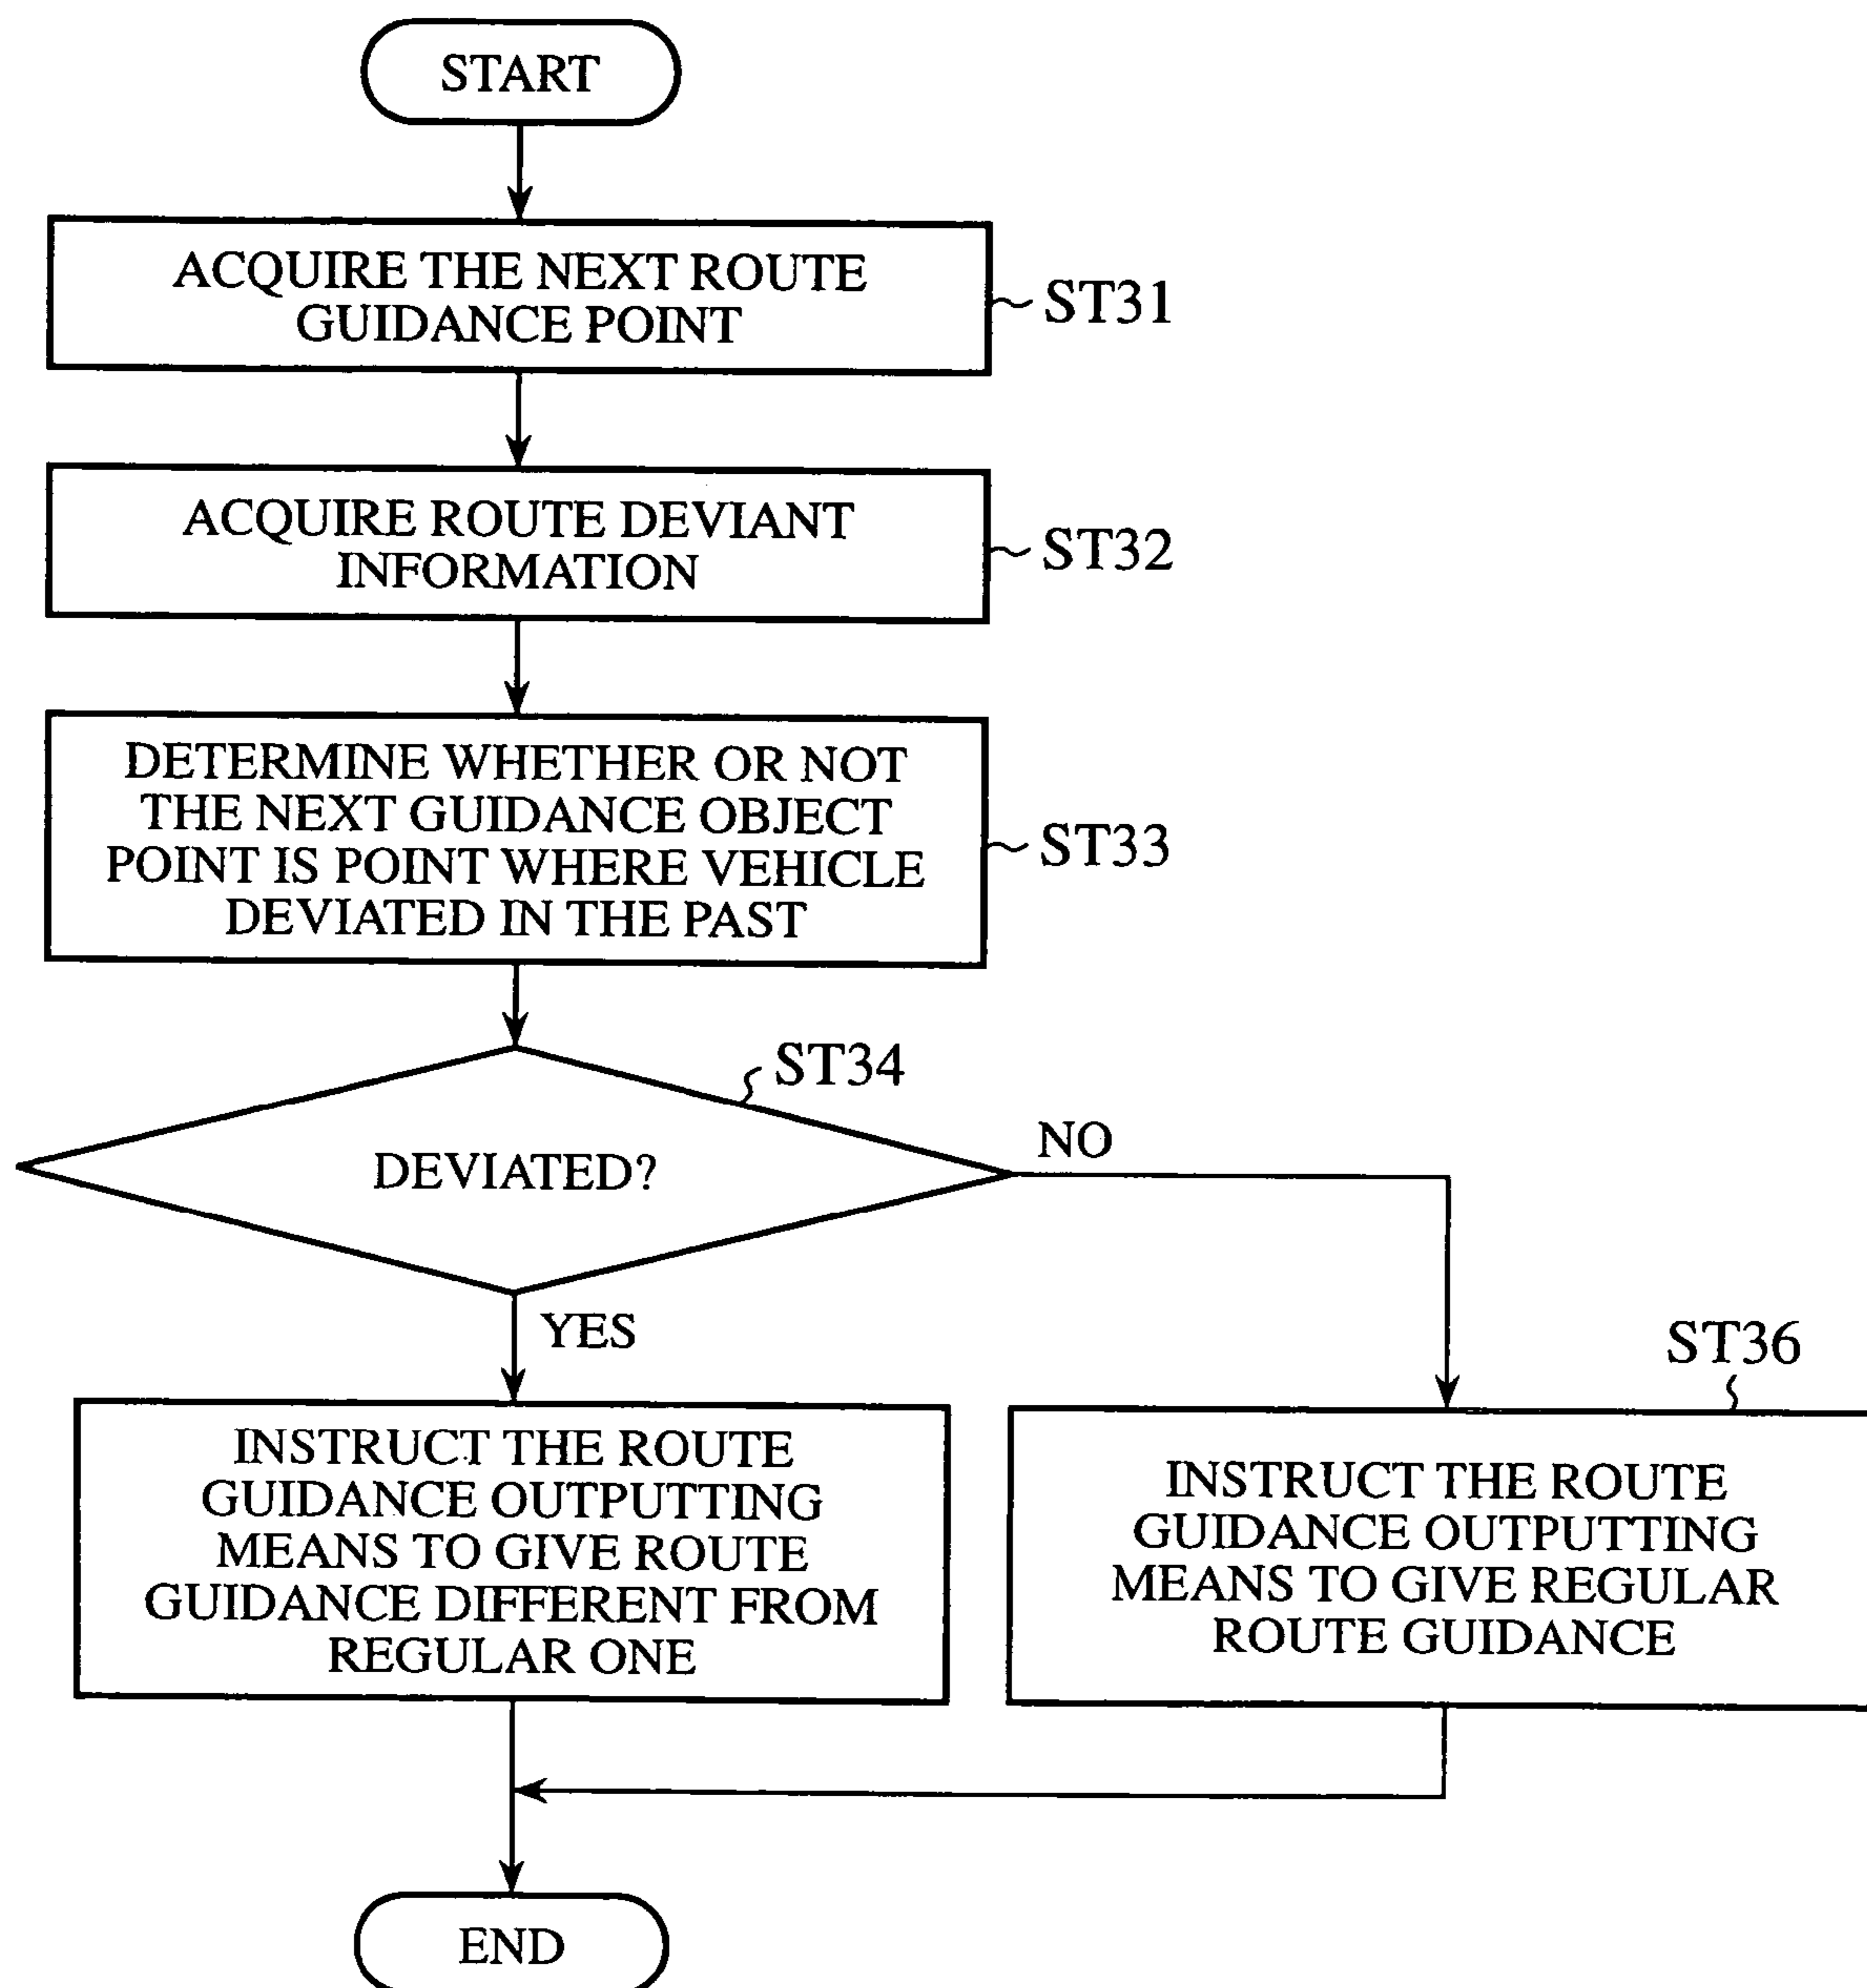 START
ACQUIRE THE NEXT ROUTE
GUIDANCE POINT
ST31
ACQUIRE ROUTE DEVIANT
INFORMATION
ST32
DETERMINE WHETHER OR NOT
THE NEXT GUIDANCE OBJECT
POINT IS POINT WHERE VEHICLE
DEVIATED IN THE PAST
ST33
ST34
DEVIATED?
NO
YES
INSTRUCT THE ROUTE
GUIDANCE OUTPUTTING
MEANS TO GIVE ROUTE
GUIDANCE DIFFERENT FROM
REGULAR ONE
ST36
INSTRUCT THE ROUTE
GUIDANCE OUTPUTTING
MEANS TO GIVE REGULAR
ROUTE GUIDANCE
END